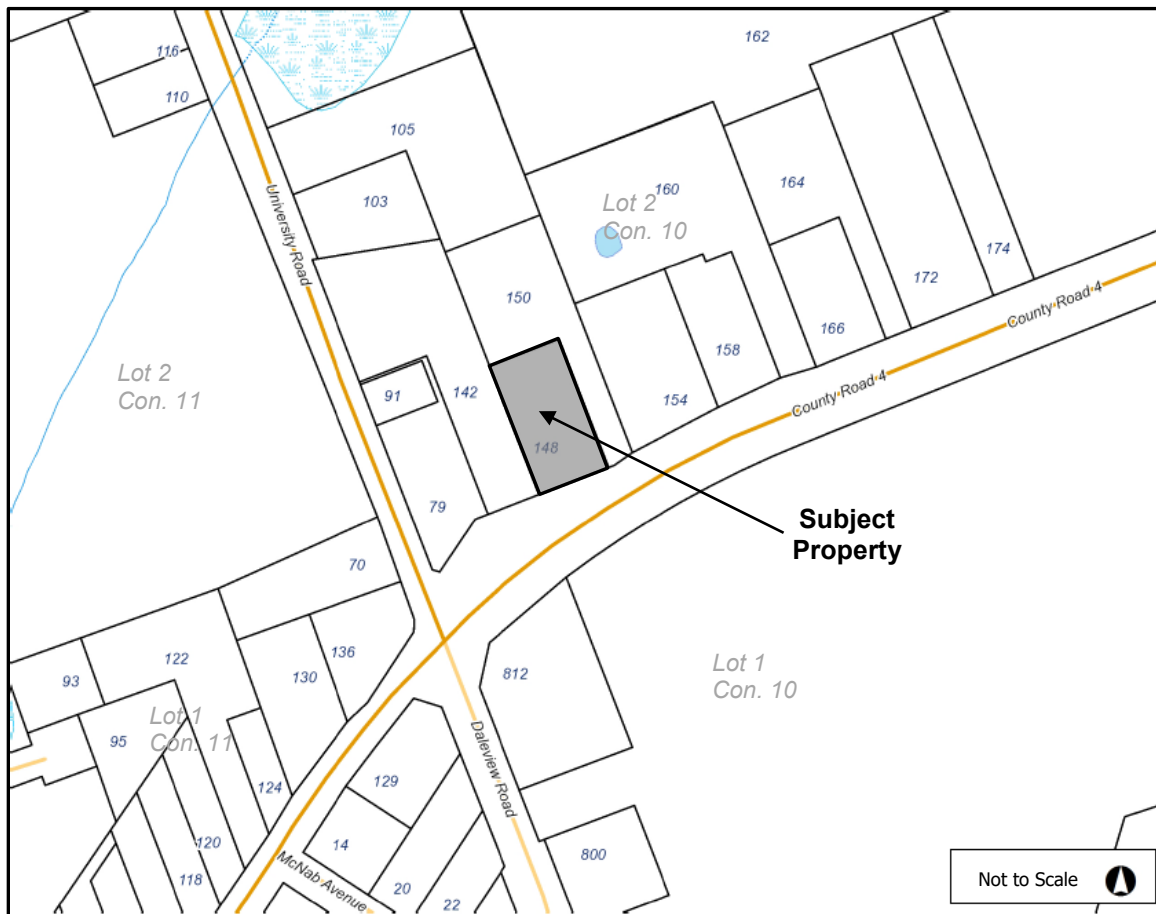 162
116
110
105
164
160
103
Lot 2
Con. 10
University Road
174
172
150
County Road 4
166
158
Lot 2
Con. 11
County Road 4
142
91
154
148
79
Subject
Property
70
136
122
812
Lot 1
Con. 10
130
93
Lot 1
Con. 11
95
Daleview Road
129
124
120
14
800
McNab Avenue
118
20
22
Not to Scale